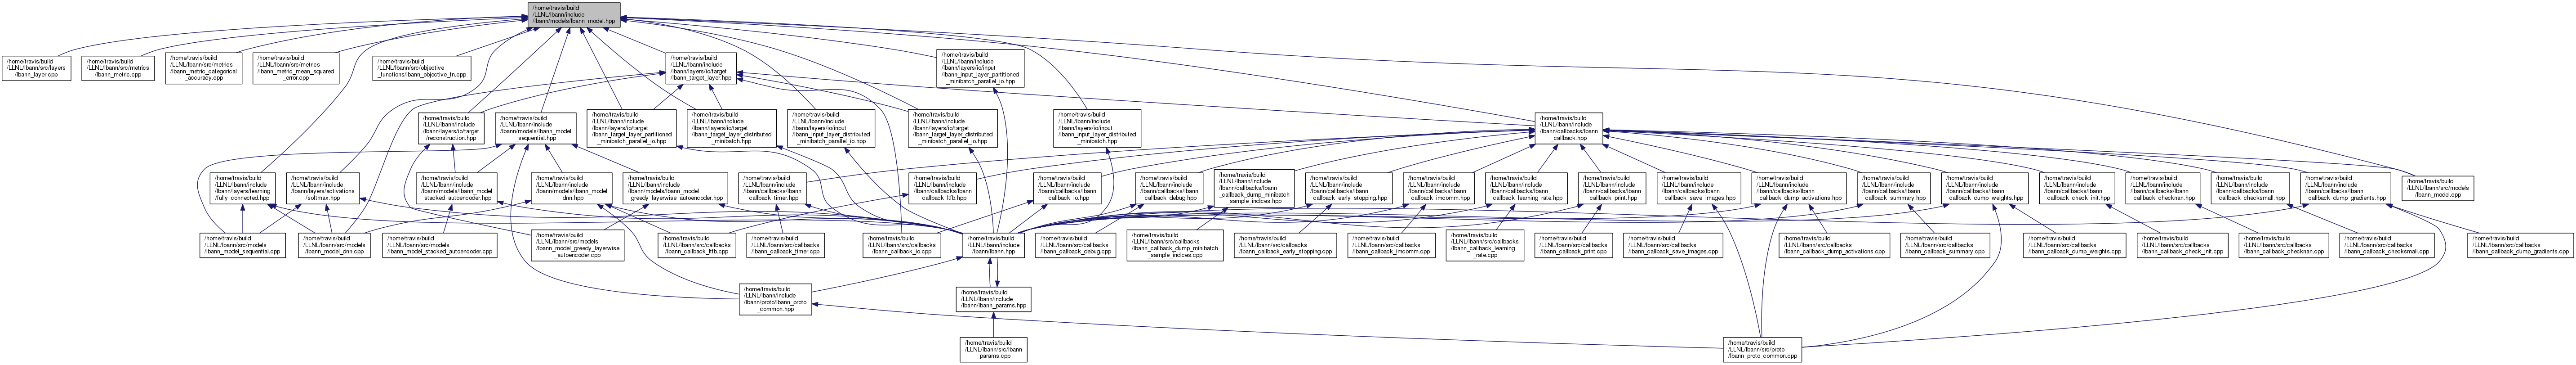 /home/travis/build
/LLNL/lbann/include
/lbann/models/lbann_model.hpp
/home/travis/build
/LLNL/lbann/src/layers
/lbann_layer.cpp
/home/travis/build
/LLNL/lbann/src/metrics
/lbann_metric.cpp
/home/travis/build
/LLNL/lbann/src/metrics
/lbann_metric_categorical
_accuracy.cpp
/home/travis/build
/LLNL/lbann/src/metrics
/lbann_metric_mean_squared
_error.cpp
/home/travis/build
/LLNL/lbann/src/objective
_functions/lbann_objective_fn.cpp
/home/travis/build
/LLNL/lbann/include
/lbann/layers/io/target
/lbann_target_layer.hpp
/home/travis/build
/LLNL/lbann/include
/lbann/layers/io/input
/lbann_input_layer_partitioned
_minibatch_parallel_io.hpp
/home/travis/build
/LLNL/lbann/include
/lbann/layers/io/target
/reconstruction.hpp
/home/travis/build
/LLNL/lbann/include
/lbann/models/lbann_model
_sequential.hpp
/home/travis/build
/LLNL/lbann/include
/lbann/layers/io/target
/lbann_target_layer_partitioned
_minibatch_parallel_io.hpp
/home/travis/build
/LLNL/lbann/include
/lbann/layers/io/target
/lbann_target_layer_distributed
_minibatch.hpp
/home/travis/build
/LLNL/lbann/include
/lbann/layers/io/input
/lbann_input_layer_distributed
_minibatch_parallel_io.hpp
/home/travis/build
/LLNL/lbann/include
/lbann/layers/io/target
/lbann_target_layer_distributed
_minibatch_parallel_io.hpp
/home/travis/build
/LLNL/lbann/include
/lbann/layers/io/input
/lbann_input_layer_distributed
_minibatch.hpp
/home/travis/build
/LLNL/lbann/include
/lbann/callbacks/lbann
_callback.hpp
/home/travis/build
/LLNL/lbann/include
/lbann/layers/learning
/fully_connected.hpp
/home/travis/build
/LLNL/lbann/include
/lbann/layers/activations
/softmax.hpp
/home/travis/build
/LLNL/lbann/include
/lbann/models/lbann_model
_stacked_autoencoder.hpp
/home/travis/build
/LLNL/lbann/include
/lbann/models/lbann_model
_dnn.hpp
/home/travis/build
/LLNL/lbann/include
/lbann/models/lbann_model
_greedy_layerwise_autoencoder.hpp
/home/travis/build
/LLNL/lbann/include
/lbann/callbacks/lbann
_callback_timer.hpp
/home/travis/build
/LLNL/lbann/include
/lbann/callbacks/lbann
_callback_ltfb.hpp
/home/travis/build
/LLNL/lbann/include
/lbann/callbacks/lbann
_callback_io.hpp
/home/travis/build
/LLNL/lbann/include
/lbann/callbacks/lbann
_callback_debug.hpp
/home/travis/build
/LLNL/lbann/include
/lbann/callbacks/lbann
_callback_dump_minibatch
_sample_indices.hpp
/home/travis/build
/LLNL/lbann/include
/lbann/callbacks/lbann
_callback_early_stopping.hpp
/home/travis/build
/LLNL/lbann/include
/lbann/callbacks/lbann
_callback_imcomm.hpp
/home/travis/build
/LLNL/lbann/include
/lbann/callbacks/lbann
_callback_learning_rate.hpp
/home/travis/build
/LLNL/lbann/include
/lbann/callbacks/lbann
_callback_print.hpp
/home/travis/build
/LLNL/lbann/include
/lbann/callbacks/lbann
_callback_save_images.hpp
/home/travis/build
/LLNL/lbann/include
/lbann/callbacks/lbann
_callback_dump_activations.hpp
/home/travis/build
/LLNL/lbann/include
/lbann/callbacks/lbann
_callback_summary.hpp
/home/travis/build
/LLNL/lbann/include
/lbann/callbacks/lbann
_callback_dump_weights.hpp
/home/travis/build
/LLNL/lbann/include
/lbann/callbacks/lbann
_callback_check_init.hpp
/home/travis/build
/LLNL/lbann/include
/lbann/callbacks/lbann
_callback_checknan.hpp
/home/travis/build
/LLNL/lbann/include
/lbann/callbacks/lbann
_callback_checksmall.hpp
/home/travis/build
/LLNL/lbann/include
/lbann/callbacks/lbann
_callback_dump_gradients.hpp
/home/travis/build
/LLNL/lbann/src/models
/lbann_model.cpp
/home/travis/build
/LLNL/lbann/src/models
/lbann_model_sequential.cpp
/home/travis/build
/LLNL/lbann/src/models
/lbann_model_dnn.cpp
/home/travis/build
/LLNL/lbann/src/models
/lbann_model_stacked_autoencoder.cpp
/home/travis/build
/LLNL/lbann/src/models
/lbann_model_greedy_layerwise
_autoencoder.cpp
/home/travis/build
/LLNL/lbann/src/callbacks
/lbann_callback_ltfb.cpp
/home/travis/build
/LLNL/lbann/src/callbacks
/lbann_callback_timer.cpp
/home/travis/build
/LLNL/lbann/src/callbacks
/lbann_callback_io.cpp
/home/travis/build
/LLNL/lbann/include
/lbann/lbann.hpp
/home/travis/build
/LLNL/lbann/src/callbacks
/lbann_callback_debug.cpp
/home/travis/build
/LLNL/lbann/src/callbacks
/lbann_callback_dump_minibatch
_sample_indices.cpp
/home/travis/build
/LLNL/lbann/src/callbacks
/lbann_callback_early_stopping.cpp
/home/travis/build
/LLNL/lbann/src/callbacks
/lbann_callback_imcomm.cpp
/home/travis/build
/LLNL/lbann/src/callbacks
/lbann_callback_learning
_rate.cpp
/home/travis/build
/LLNL/lbann/src/callbacks
/lbann_callback_print.cpp
/home/travis/build
/LLNL/lbann/src/callbacks
/lbann_callback_save_images.cpp
/home/travis/build
/LLNL/lbann/src/callbacks
/lbann_callback_dump_activations.cpp
/home/travis/build
/LLNL/lbann/src/callbacks
/lbann_callback_summary.cpp
/home/travis/build
/LLNL/lbann/src/callbacks
/lbann_callback_dump_weights.cpp
/home/travis/build
/LLNL/lbann/src/callbacks
/lbann_callback_check_init.cpp
/home/travis/build
/LLNL/lbann/src/callbacks
/lbann_callback_checknan.cpp
/home/travis/build
/LLNL/lbann/src/callbacks
/lbann_callback_checksmall.cpp
/home/travis/build
/LLNL/lbann/src/callbacks
/lbann_callback_dump_gradients.cpp
/home/travis/build
/LLNL/lbann/include
/lbann/proto/lbann_proto
_common.hpp
/home/travis/build
/LLNL/lbann/include
/lbann/lbann_params.hpp
/home/travis/build
/LLNL/lbann/src/lbann
_params.cpp
/home/travis/build
/LLNL/lbann/src/proto
/lbann_proto_common.cpp